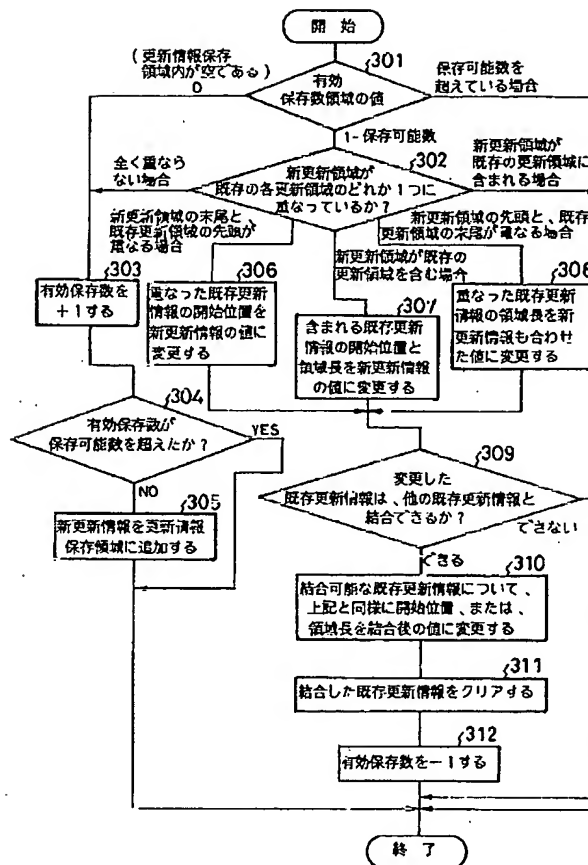 開始
(更新情報保存
領域内が空である)
0
301
有効
保存数領域の値
保存可能数を
超えている場合
1-保存可能数
302
新更新領域が
既存の各更新領域のどれか1つに
重なっているか?
全く重なら
ない場合
新更新領域が
既存の更新領域に
含まれる場合
新更新領域の末尾と、
既存更新領域の先頭が
重なる場合
新更新領域が既存の
更新領域を含む場合
新更新領域の先頭と、既存
更新領域の末尾が重なる場合
303
有効保存数を
+1する
306
重なった既存更新
情報の開始位置を
新更新情報の値に
変更する
307
含まれる既存更新
情報の開始位置と
領域長を新更新情報
の値に変更する
308
重なった既存更新
情報の領域長を新
更新情報も合わせ
た値に変更する
304
有効保存数が
保存可能数を超えたか?
YES
NO
305
新更新情報を更新情報
保存領域に追加する
309
変更した
既存更新情報は、他の既存更新情報と
結合できるか?
できない
できる
310
結合可能な既存更新情報について、
上記と同様に開始位置、または、
領域長を結合後の値に変更する
311
結合した既存更新情報をクリアする
312
有効保存数を-1する
終了